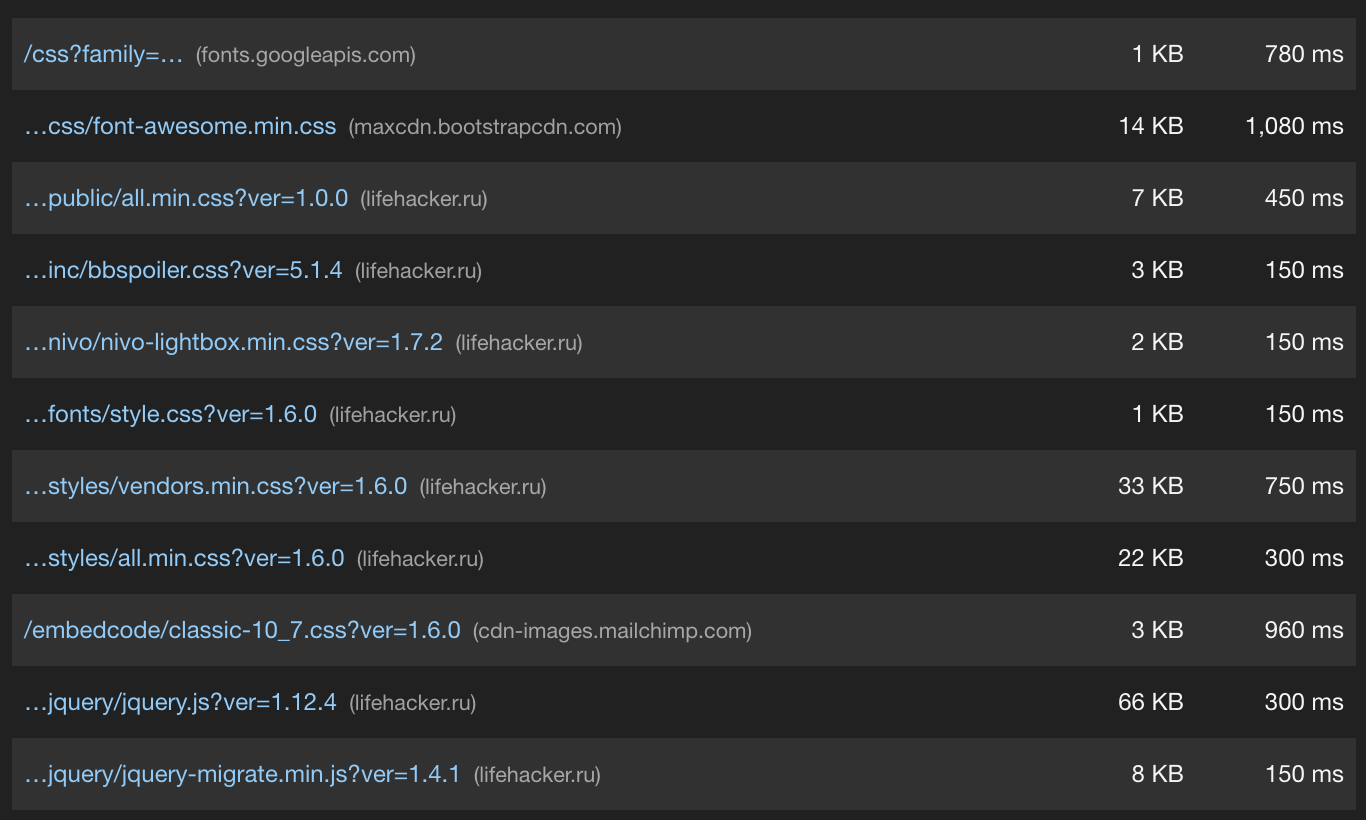 /css?family=… (fonts.googleapis.com) 1 KB 780 ms
…css/font-awesome.min.css (maxcdn.bootstrapcdn.com) 14 KB 1,080 ms
…public/all.min.css?ver=1.0.0 (lifehacker.ru) 7 KB 450 ms
…inc/bbspoiler.css?ver=5.1.4 (lifehacker.ru) 3 KB 150 ms
…nivo/nivo-lightbox.min.css?ver=1.7.2 (lifehacker.ru) 2 KB 150 ms
…fonts/style.css?ver=1.6.0 (lifehacker.ru) 1 KB 150 ms
…styles/vendors.min.css?ver=1.6.0 (lifehacker.ru) 33 KB 750 ms
…styles/all.min.css?ver=1.6.0 (lifehacker.ru) 22 KB 300 ms
/embedcode/classic-10_7.css?ver=1.6.0 (cdn-images.mailchimp.com) 3 KB 960 ms
…jquery/jquery.js?ver=1.12.4 (lifehacker.ru) 66 KB 300 ms
…jquery/jquery-migrate.min.js?ver=1.4.1 (lifehacker.ru) 8 KB 150 ms